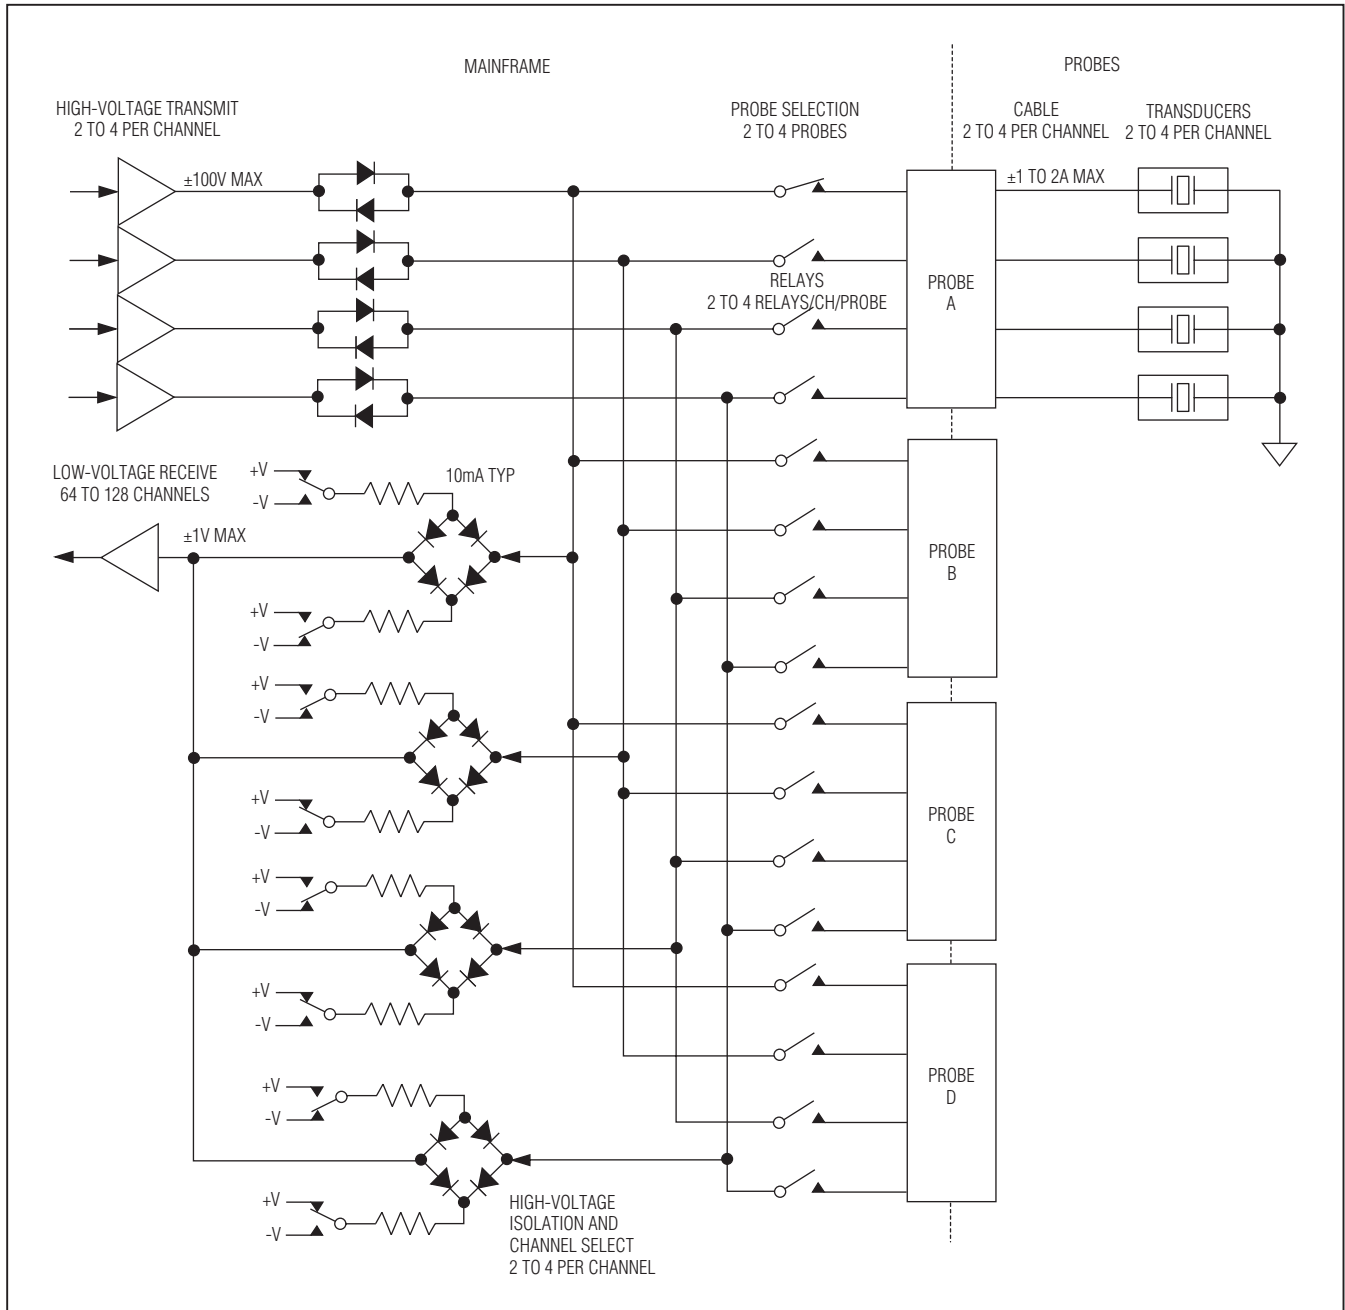 MAINFRAME
PROBES
HIGH-VOLTAGE TRANSMIT
2 TO 4 PER CHANNEL
PROBE SELECTION
2 TO 4 PROBES
CABLE
2 TO 4 PER CHANNEL
TRANSDUCERS
2 TO 4 PER CHANNEL
±100V MAX
±1 TO 2A MAX
RELAYS
2 TO 4 RELAYS/CH/PROBE
PROBE
A
LOW-VOLTAGE RECEIVE
64 TO 128 CHANNELS
+V
-V
10mA TYP
±1V MAX
PROBE
B
+V
-V
+V
-V
+V
-V
PROBE
C
+V
-V
+V
-V
PROBE
D
+V
-V
+V
-V
HIGH-VOLTAGE
ISOLATION AND
CHANNEL SELECT
2 TO 4 PER CHANNEL